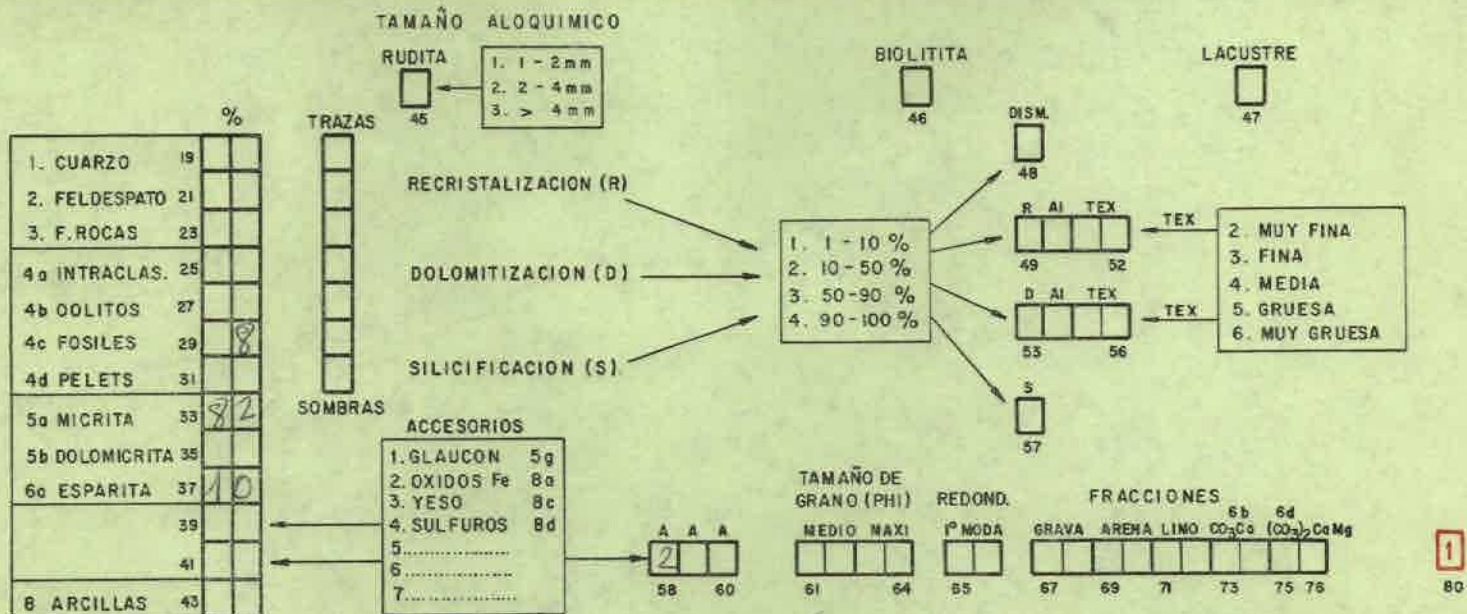 TAMAÑO ALOQUIMICO
RUDITA
45
1. 1 - 2 mm
2. 2 - 4 mm
3. > 4 mm
BIOLITITA
46
LACUSTRE
47
%
TRAZAS
SOMBRAS
1. CUARZO 19
2. FELDESPATO 21
3. F. ROCAS 23
4a INTRACLAS. 25
4b OOLITOS 27
4c FOSILES 29 8
4d PELETS 31
5a MICRITA 33 82
5b DOLOMICRITA 35
6a ESPARITA 37 10
39
41
8 ARCILLAS 43
RECRISTALIZACION (R)
DOLOMITIZACION (D)
SILICIFICACION (S)
1. 1 - 10 %
2. 10 - 50 %
3. 50 - 90 %
4. 90 - 100 %
DISM.
48
R AI TEX
49 52
D AI TEX
53 56
S
57
TEX
TEX
2. MUY FINA
3. FINA
4. MEDIA
5. GRUESA
6. MUY GRUESA
ACCESORIOS
1. GLAUCON 5g
2. OXIDOS Fe 8a
3. YESO 8c
4. SULFUROS 8d
5..................
6..................
7..................
A A A
2
58 60
TAMAÑO DE
GRANO (PHI)
MEDIO MAXI
61 64
REDOND.
1º MODA
65
FRACCIONES
6b 6d
GRAVA ARENA LIMO CO3Ca (CO3)2CaMg
67 69 71 73 75 76
1
80